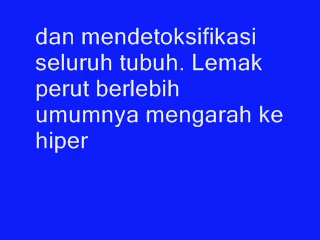 dan mendetoksifikasi
seluruh tubuh. Lemak
perut berlebih
umumnya mengarah ke
hiper